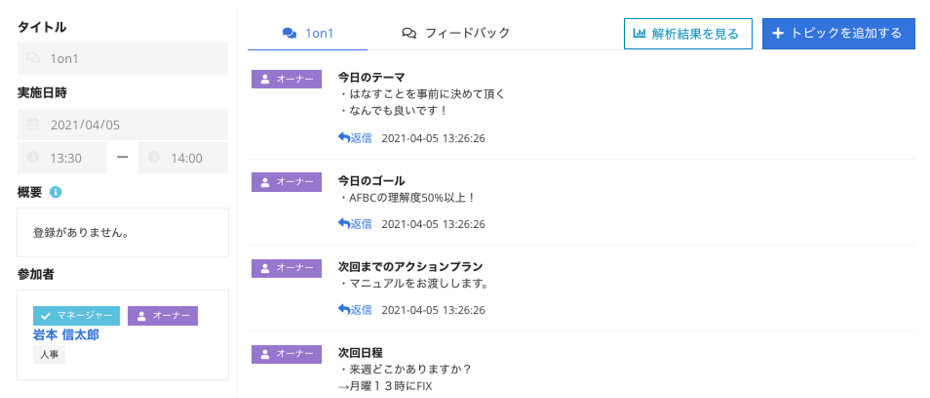 タイトル
1on1
実施日時
2021/04/05
13:30 ー 14:00
概要
登録がありません。
参加者
マネージャー オーナー
岩本 信太郎
人事
1on1 フィードバック 解析結果を見る トピックを追加する
オーナー 今日のテーマ
・はなすことを事前に決めて頂く
・なんでも良いです！
返信 2021-04-05 13:26:26
オーナー 今日のゴール
・AFBCの理解度50%以上！
返信 2021-04-05 13:26:26
オーナー 次回までのアクションプラン
・マニュアルをお渡しします。
返信 2021-04-05 13:26:26
オーナー 次回日程
・来週どこかありますか？
→月曜１３時にFIX